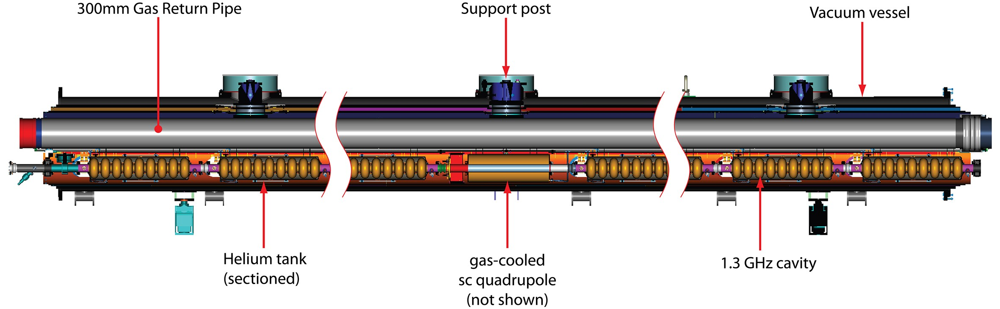 300mm Gas Return Pipe
Support post
Vacuum vessel
Helium tank
(sectioned)
gas-cooled
sc quadrupole
(not shown)
1.3 GHz cavity